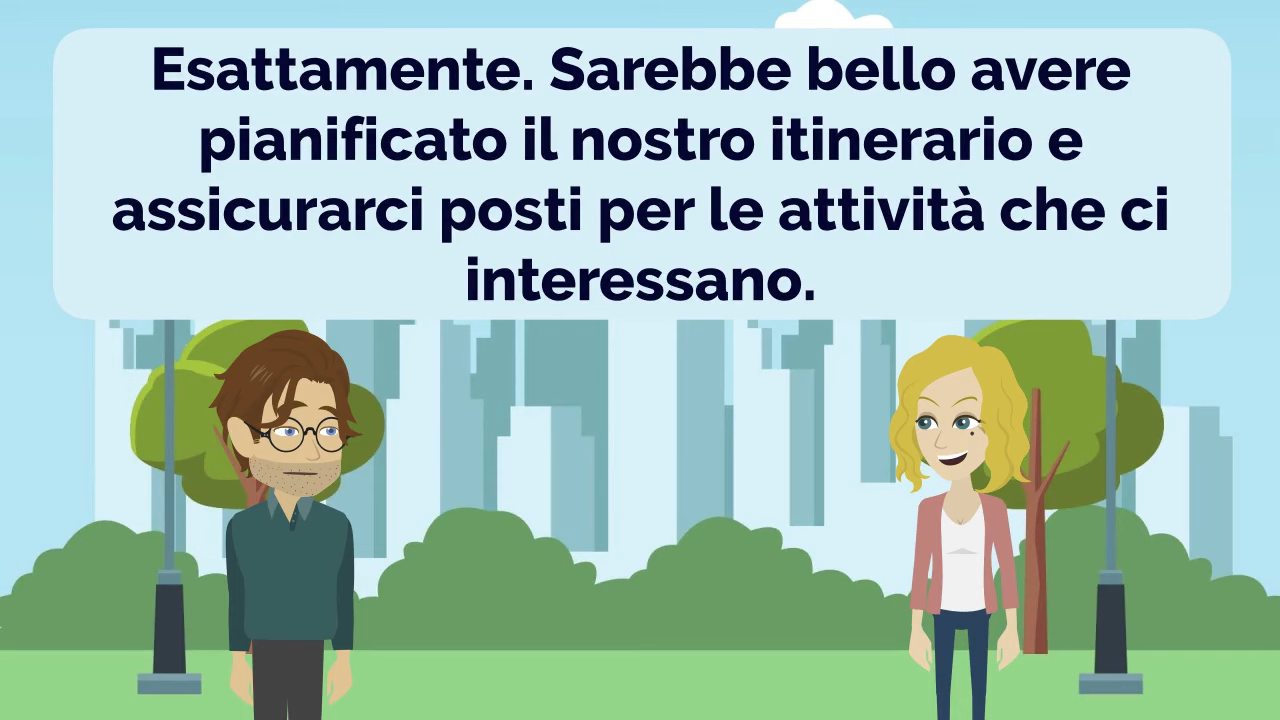 Esattamente. Sarebbe bello avere
pianificato il nostro itinerario e
assicurarci posti per le attività che ci
interessano.